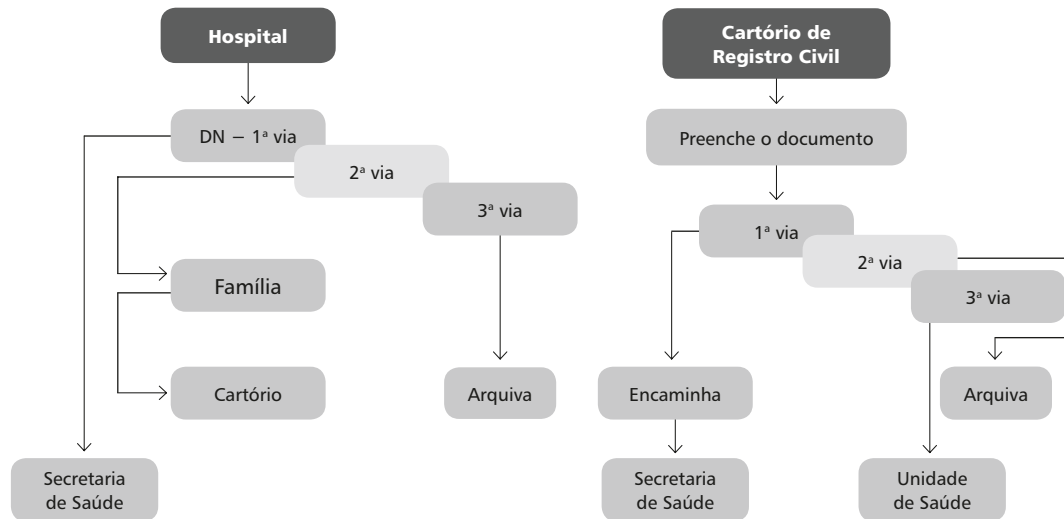 Hospital
DN – 1ª via
2ª via
3ª via
Família
Cartório
Arquiva
Secretaria
de Saúde
Cartório de
Registro Civil
Preenche o documento
1ª via
2ª via
3ª via
Encaminha
Arquiva
Secretaria
de Saúde
Unidade
de Saúde